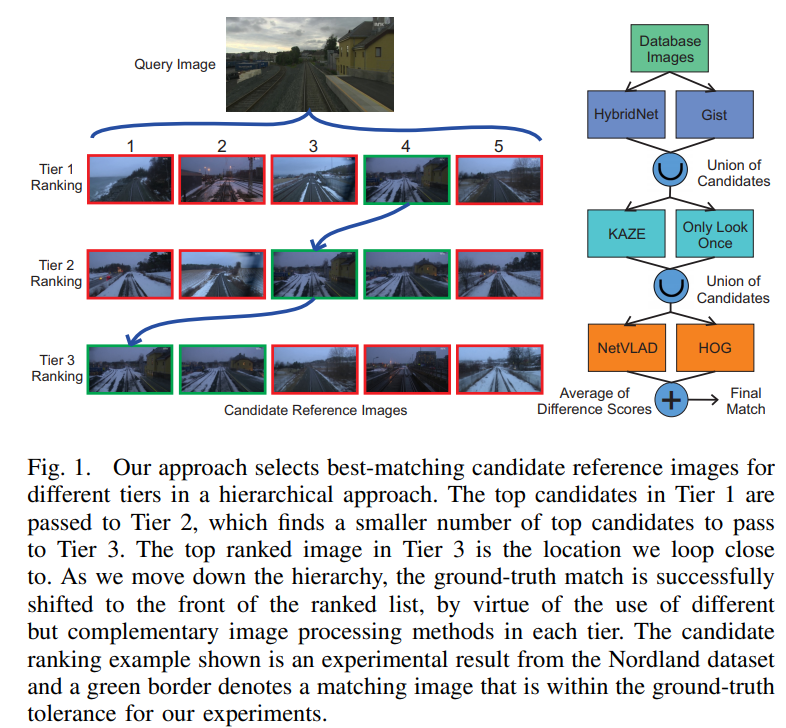 Query Image
1 2 3 4 5
Tier 1
Ranking
Tier 2
Ranking
Tier 3
Ranking
Candidate Reference Images
Database
Images
HybridNet Gist
Union of
Candidates
KAZE Only Look
Once
Union of
Candidates
NetVLAD HOG
Average of
Difference Scores
+
Final
Match
Fig. 1. Our approach selects best-matching candidate reference images for
different tiers in a hierarchical approach. The top candidates in Tier 1 are
passed to Tier 2, which finds a smaller number of top candidates to pass
to Tier 3. The top ranked image in Tier 3 is the location we loop close
to. As we move down the hierarchy, the ground-truth match is successfully
shifted to the front of the ranked list, by virtue of the use of different
but complementary image processing methods in each tier. The candidate
ranking example shown is an experimental result from the Nordland dataset
and a green border denotes a matching image that is within the ground-truth
tolerance for our experiments.